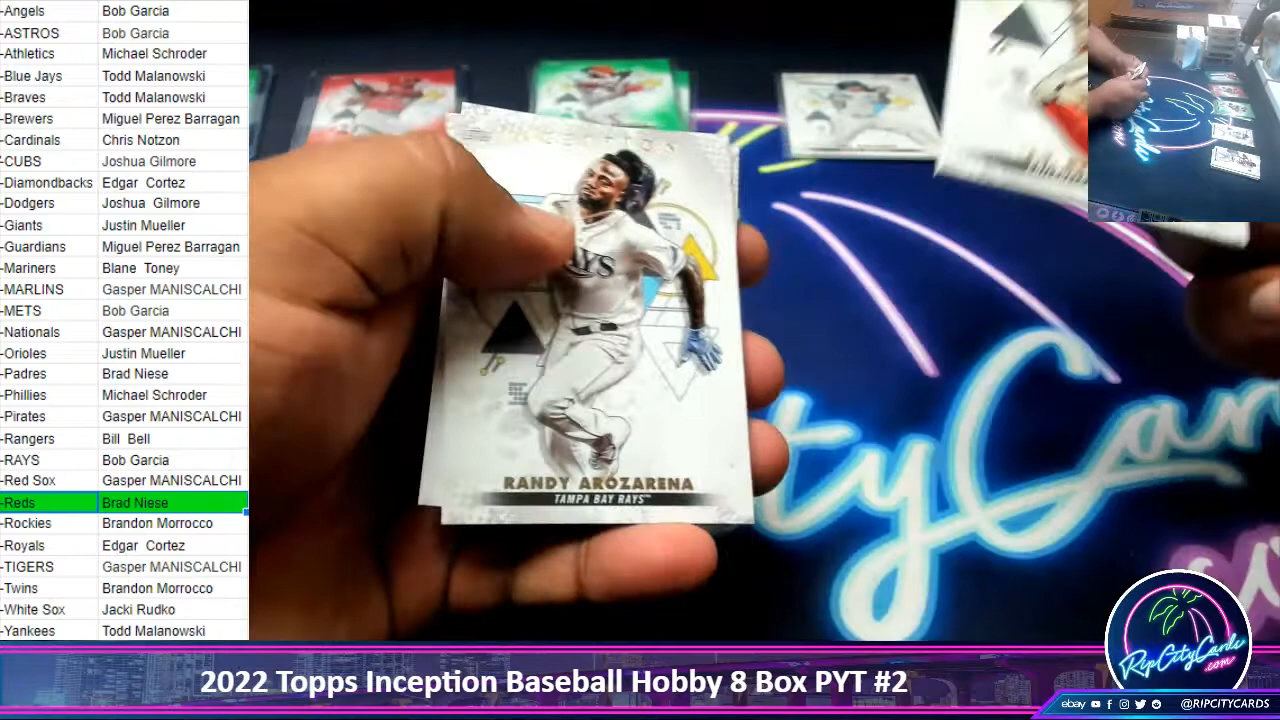 -Angels Bob Garcia
-ASTROS Bob Garcia
-Athletics Michael Schroder
-Blue Jays Todd Malanowski
-Braves Todd Malanowski
-Brewers Miguel Perez Barragan
-Cardinals Chris Notzon
-CUBS Joshua Gilmore
-Diamondbacks Edgar Cortez
-Dodgers Joshua Gilmore
-Giants Justin Mueller
-Guardians Miguel Perez Barragan
-Mariners Blane Toney
-MARLINS Gasper MANISCALCHI
-METS Bob Garcia
-Nationals Gasper MANISCALCHI
-Orioles Justin Mueller
-Padres Brad Niese
-Phillies Michael Schroder
-Pirates Gasper MANISCALCHI
-Rangers Bill Bell
-RAYS Bob Garcia
-Red Sox Gasper MANISCALCHI
-Reds Brad Niese
-Rockies Brandon Morrocco
-Royals Edgar Cortez
-TIGERS Gasper MANISCALCHI
-Twins Brandon Morrocco
-White Sox Jacki Rudko
-Yankees Todd Malanowski
RANDY AROZARENA
TAMPA BAY RAYS™
RipCityCards
.com
2022 Topps Inception Baseball Hobby 8 Box PYT #2
ebay @RIPCITYCARDS